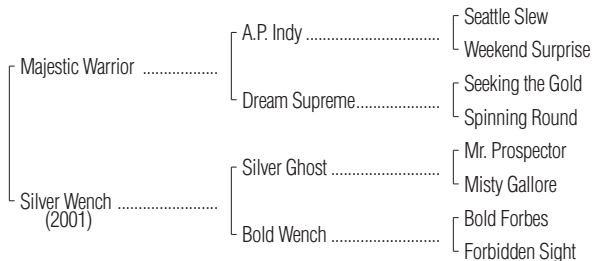 Seattle Slew
A.P. Indy ..........................
Weekend Surprise
Majestic Warrior ..................
Seeking the Gold
Dream Supreme....................
Spinning Round
Mr. Prospector
Silver Ghost ..........................
Misty Gallore
Silver Wench ........................
(2001)
Bold Forbes
Bold Wench ..........................
Forbidden Sight